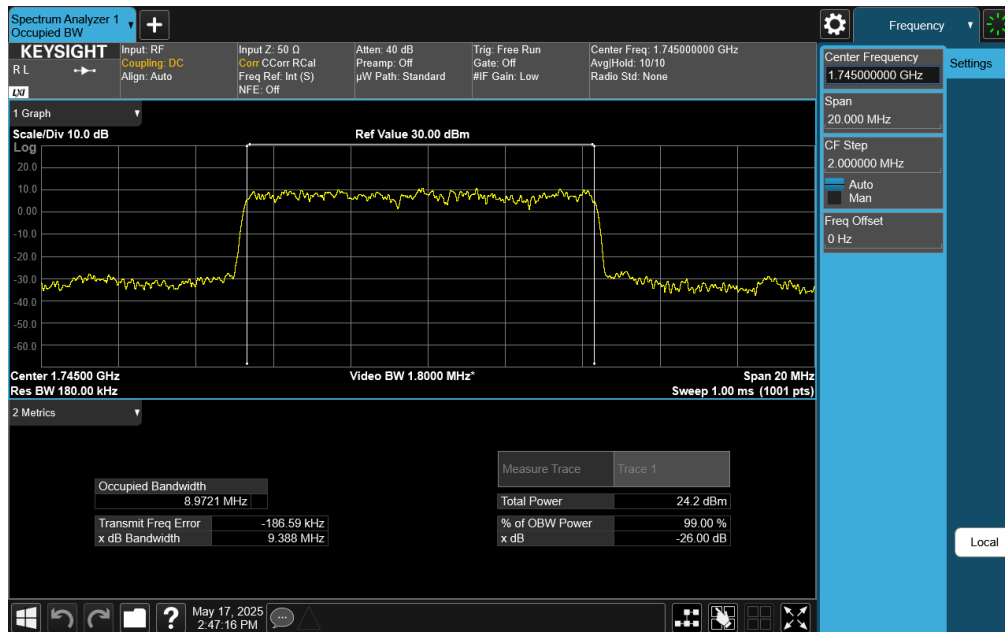 Spectrum Analyzer 1
Occupied BW
Frequency
KEYSIGHT
R L
LXI
Input: RF
Coupling: DC
Align: Auto
Input Z: 50 Ω
Corr CCorr RCal
Freq Ref: Int (S)
NFE: Off
Atten: 40 dB
Preamp: Off
µW Path: Standard
Trig: Free Run
Gate: Off
#IF Gain: Low
Center Freq: 1.745000000 GHz
Avg|Hold: 10/10
Radio Std: None
Center Frequency
1.745000000 GHz
Settings
Span
20.000 MHz
CF Step
2.000000 MHz
Auto
Man
Freq Offset
0 Hz
Local
1 Graph
Scale/Div 10.0 dB
Ref Value 30.00 dBm
Log
20.0
10.0
0.00
-10.0
-20.0
-30.0
-40.0
-50.0
-60.0
Center 1.74500 GHz
Video BW 1.8000 MHz*
Span 20 MHz
Res BW 180.00 kHz
Sweep 1.00 ms (1001 pts)
2 Metrics
Measure Trace
Trace 1
Occupied Bandwidth
8.9721 MHz
Total Power
24.2 dBm
Transmit Freq Error
-186.59 kHz
% of OBW Power
99.00 %
x dB Bandwidth
9.388 MHz
x dB
-26.00 dB
May 17, 2025
2:47:16 PM